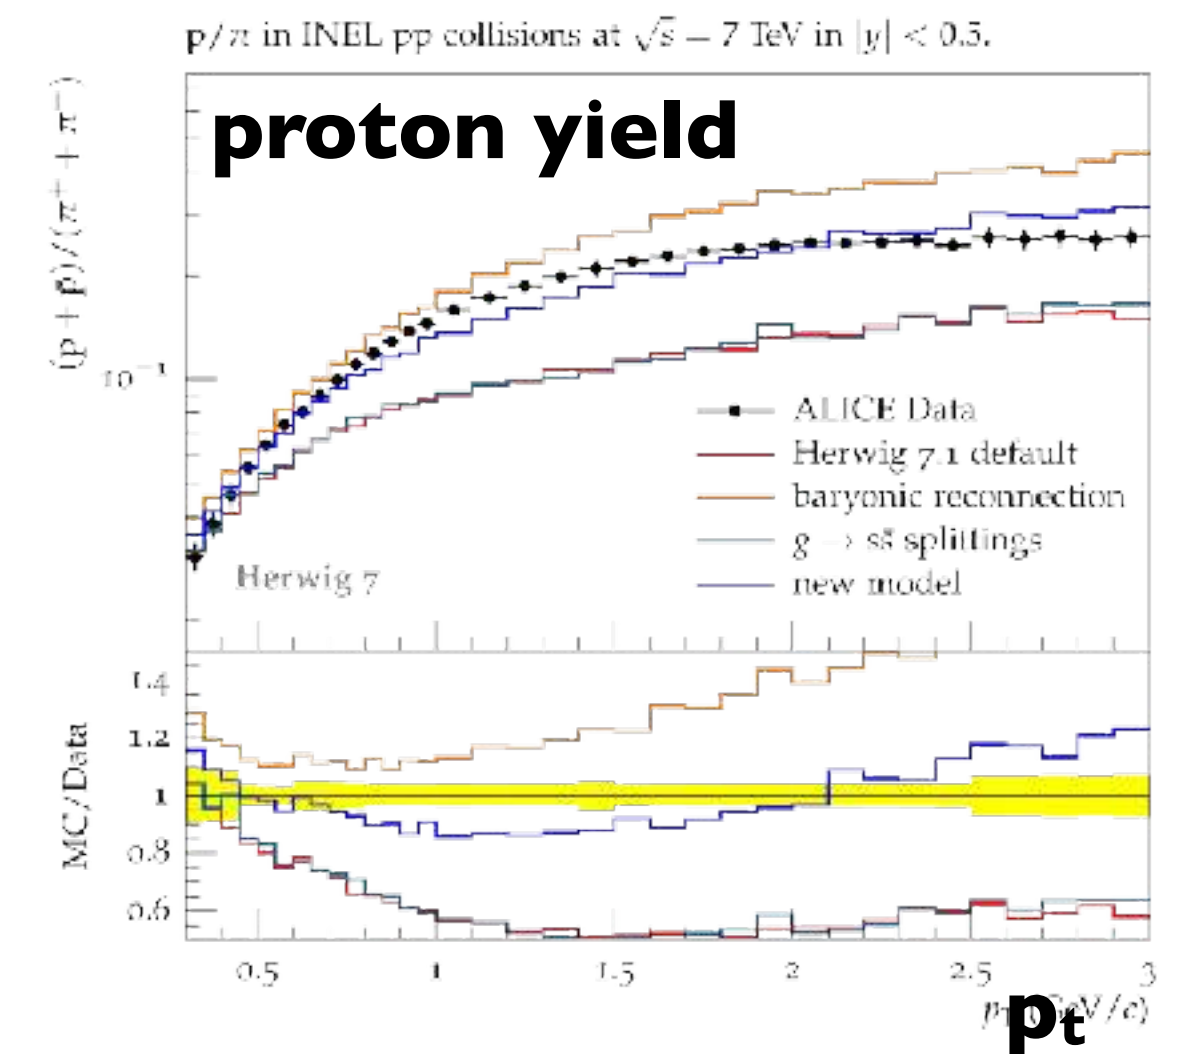 p/π in INEL pp collisions at √s = 7 TeV in |y| < 0.5.
proton yield
(p + p̄)/(π⁺ + π⁻)
10⁻¹
ALICE Data
Herwig 7.1 default
baryonic reconnection
g → ss̄ splittings
new model
Herwig 7
MC/Data
1.4
1.2
1
0.8
0.6
0.5 1 1.5 2 2.5 3
pt